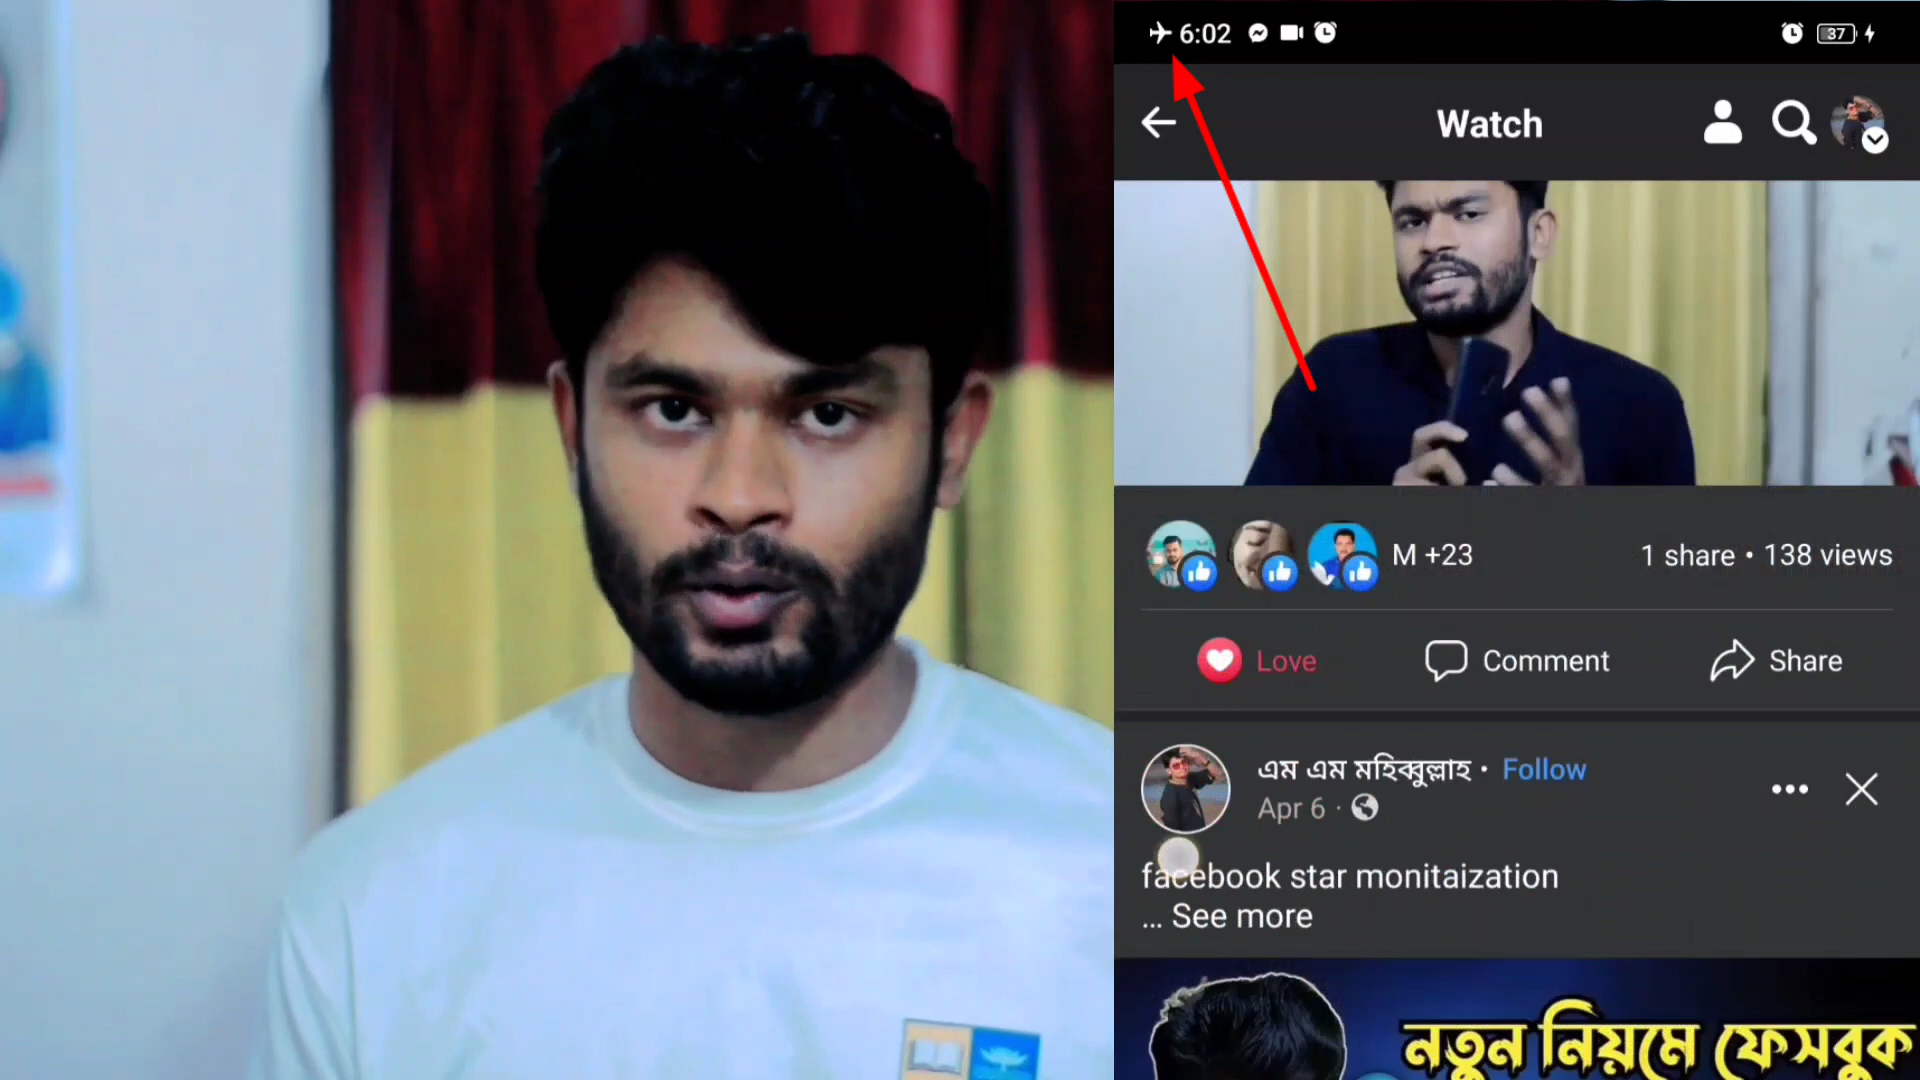 6:02
37
Watch
M +23
1 share • 138 views
Love
Comment
Share
এম এম মহিব্বুল্লাহ • Follow
Apr 6 ·
facebook star monitaization
... See more
নতুন নিয়মে ফেসবুক